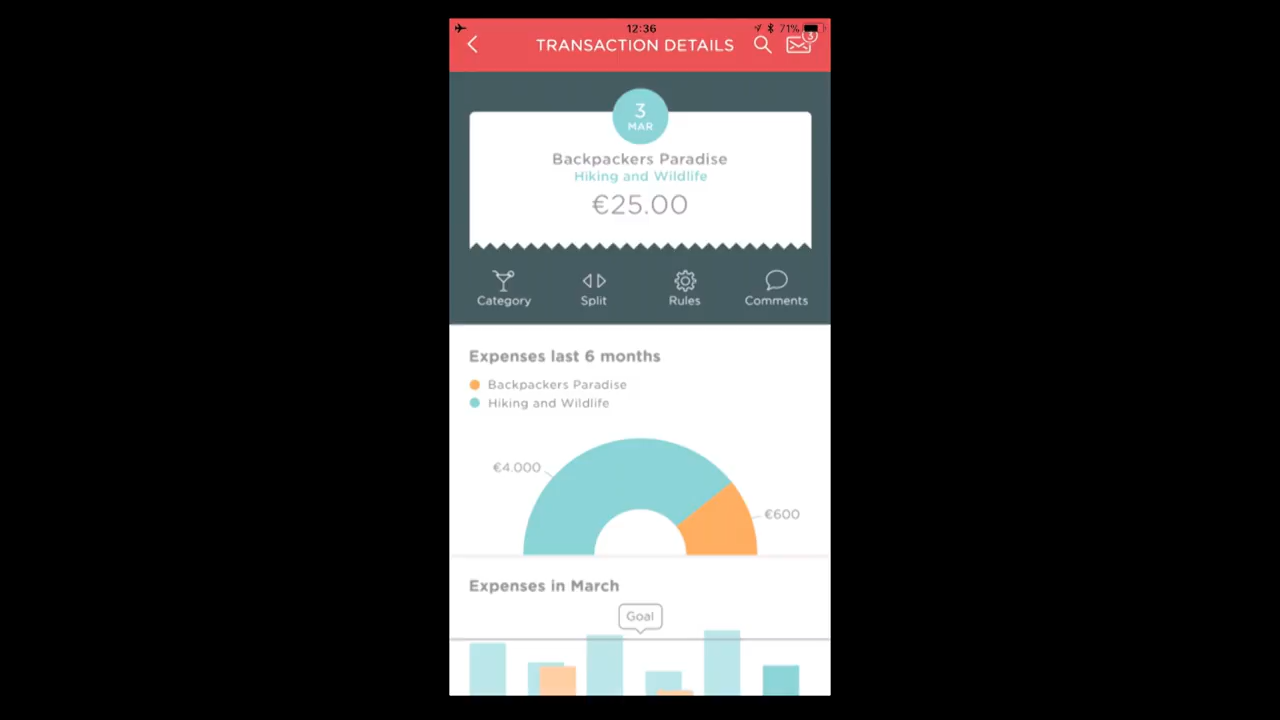 12:36
71%
TRANSACTION DETAILS
3
3
MAR
Backpackers Paradise
Hiking and Wildlife
€25.00
Category Split Rules Comments
Expenses last 6 months
Backpackers Paradise
Hiking and Wildlife
€4.000
€600
Expenses in March
Goal